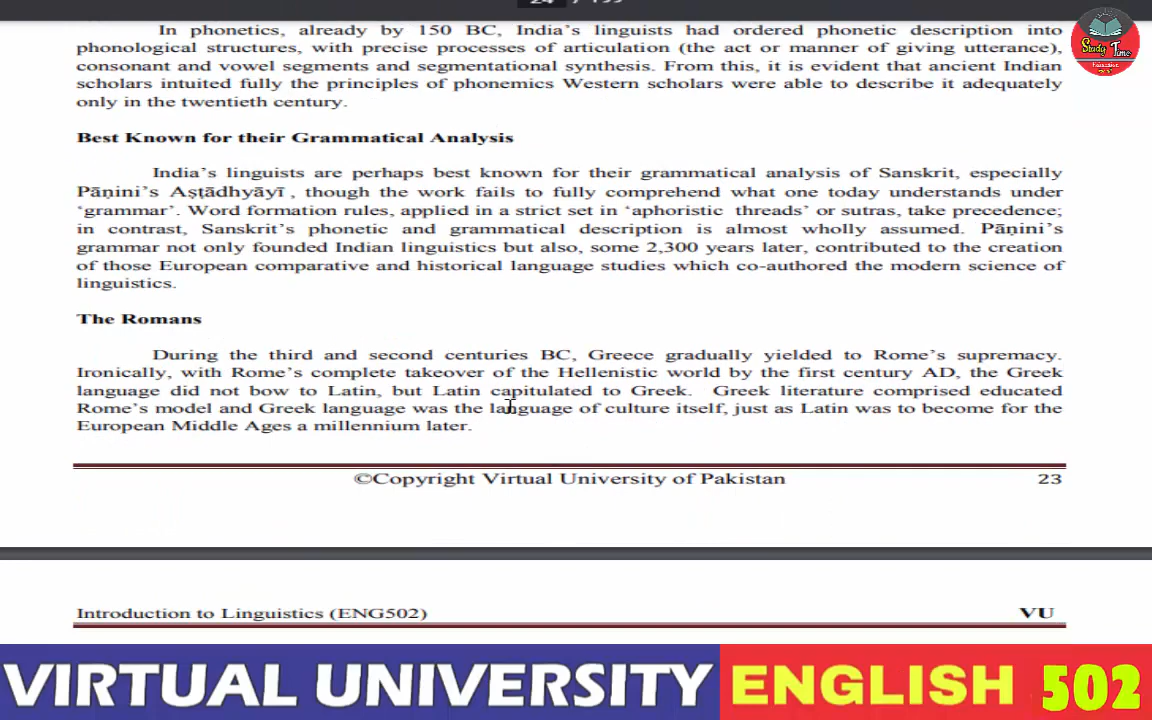 In phonetics, already by 150 BC, India's linguists had ordered phonetic description into
phonological structures, with precise processes of articulation (the act or manner of giving utterance),
consonant and vowel segments and segmentational synthesis. From this, it is evident that ancient Indian
scholars intuited fully the principles of phonemics Western scholars were able to describe it adequately
only in the twentieth century.
Best Known for their Grammatical Analysis
India's linguists are perhaps best known for their grammatical analysis of Sanskrit, especially
Pāṇini's Aṣṭādhyāyī, though the work fails to fully comprehend what one today understands under
'grammar'. Word formation rules, applied in a strict set in 'aphoristic threads' or sutras, take precedence;
in contrast, Sanskrit's phonetic and grammatical description is almost wholly assumed. Pāṇini's
grammar not only founded Indian linguistics but also, some 2,300 years later, contributed to the creation
of those European comparative and historical language studies which co-authored the modern science of
linguistics.
The Romans
During the third and second centuries BC, Greece gradually yielded to Rome's supremacy.
Ironically, with Rome's complete takeover of the Hellenistic world by the first century AD, the Greek
language did not bow to Latin, but Latin capitulated to Greek. Greek literature comprised educated
Rome's model and Greek language was the language of culture itself, just as Latin was to become for the
European Middle Ages a millennium later.
©Copyright Virtual University of Pakistan 23
Introduction to Linguistics (ENG502) VU
VIRTUAL UNIVERSITY ENGLISH 502
Study Time